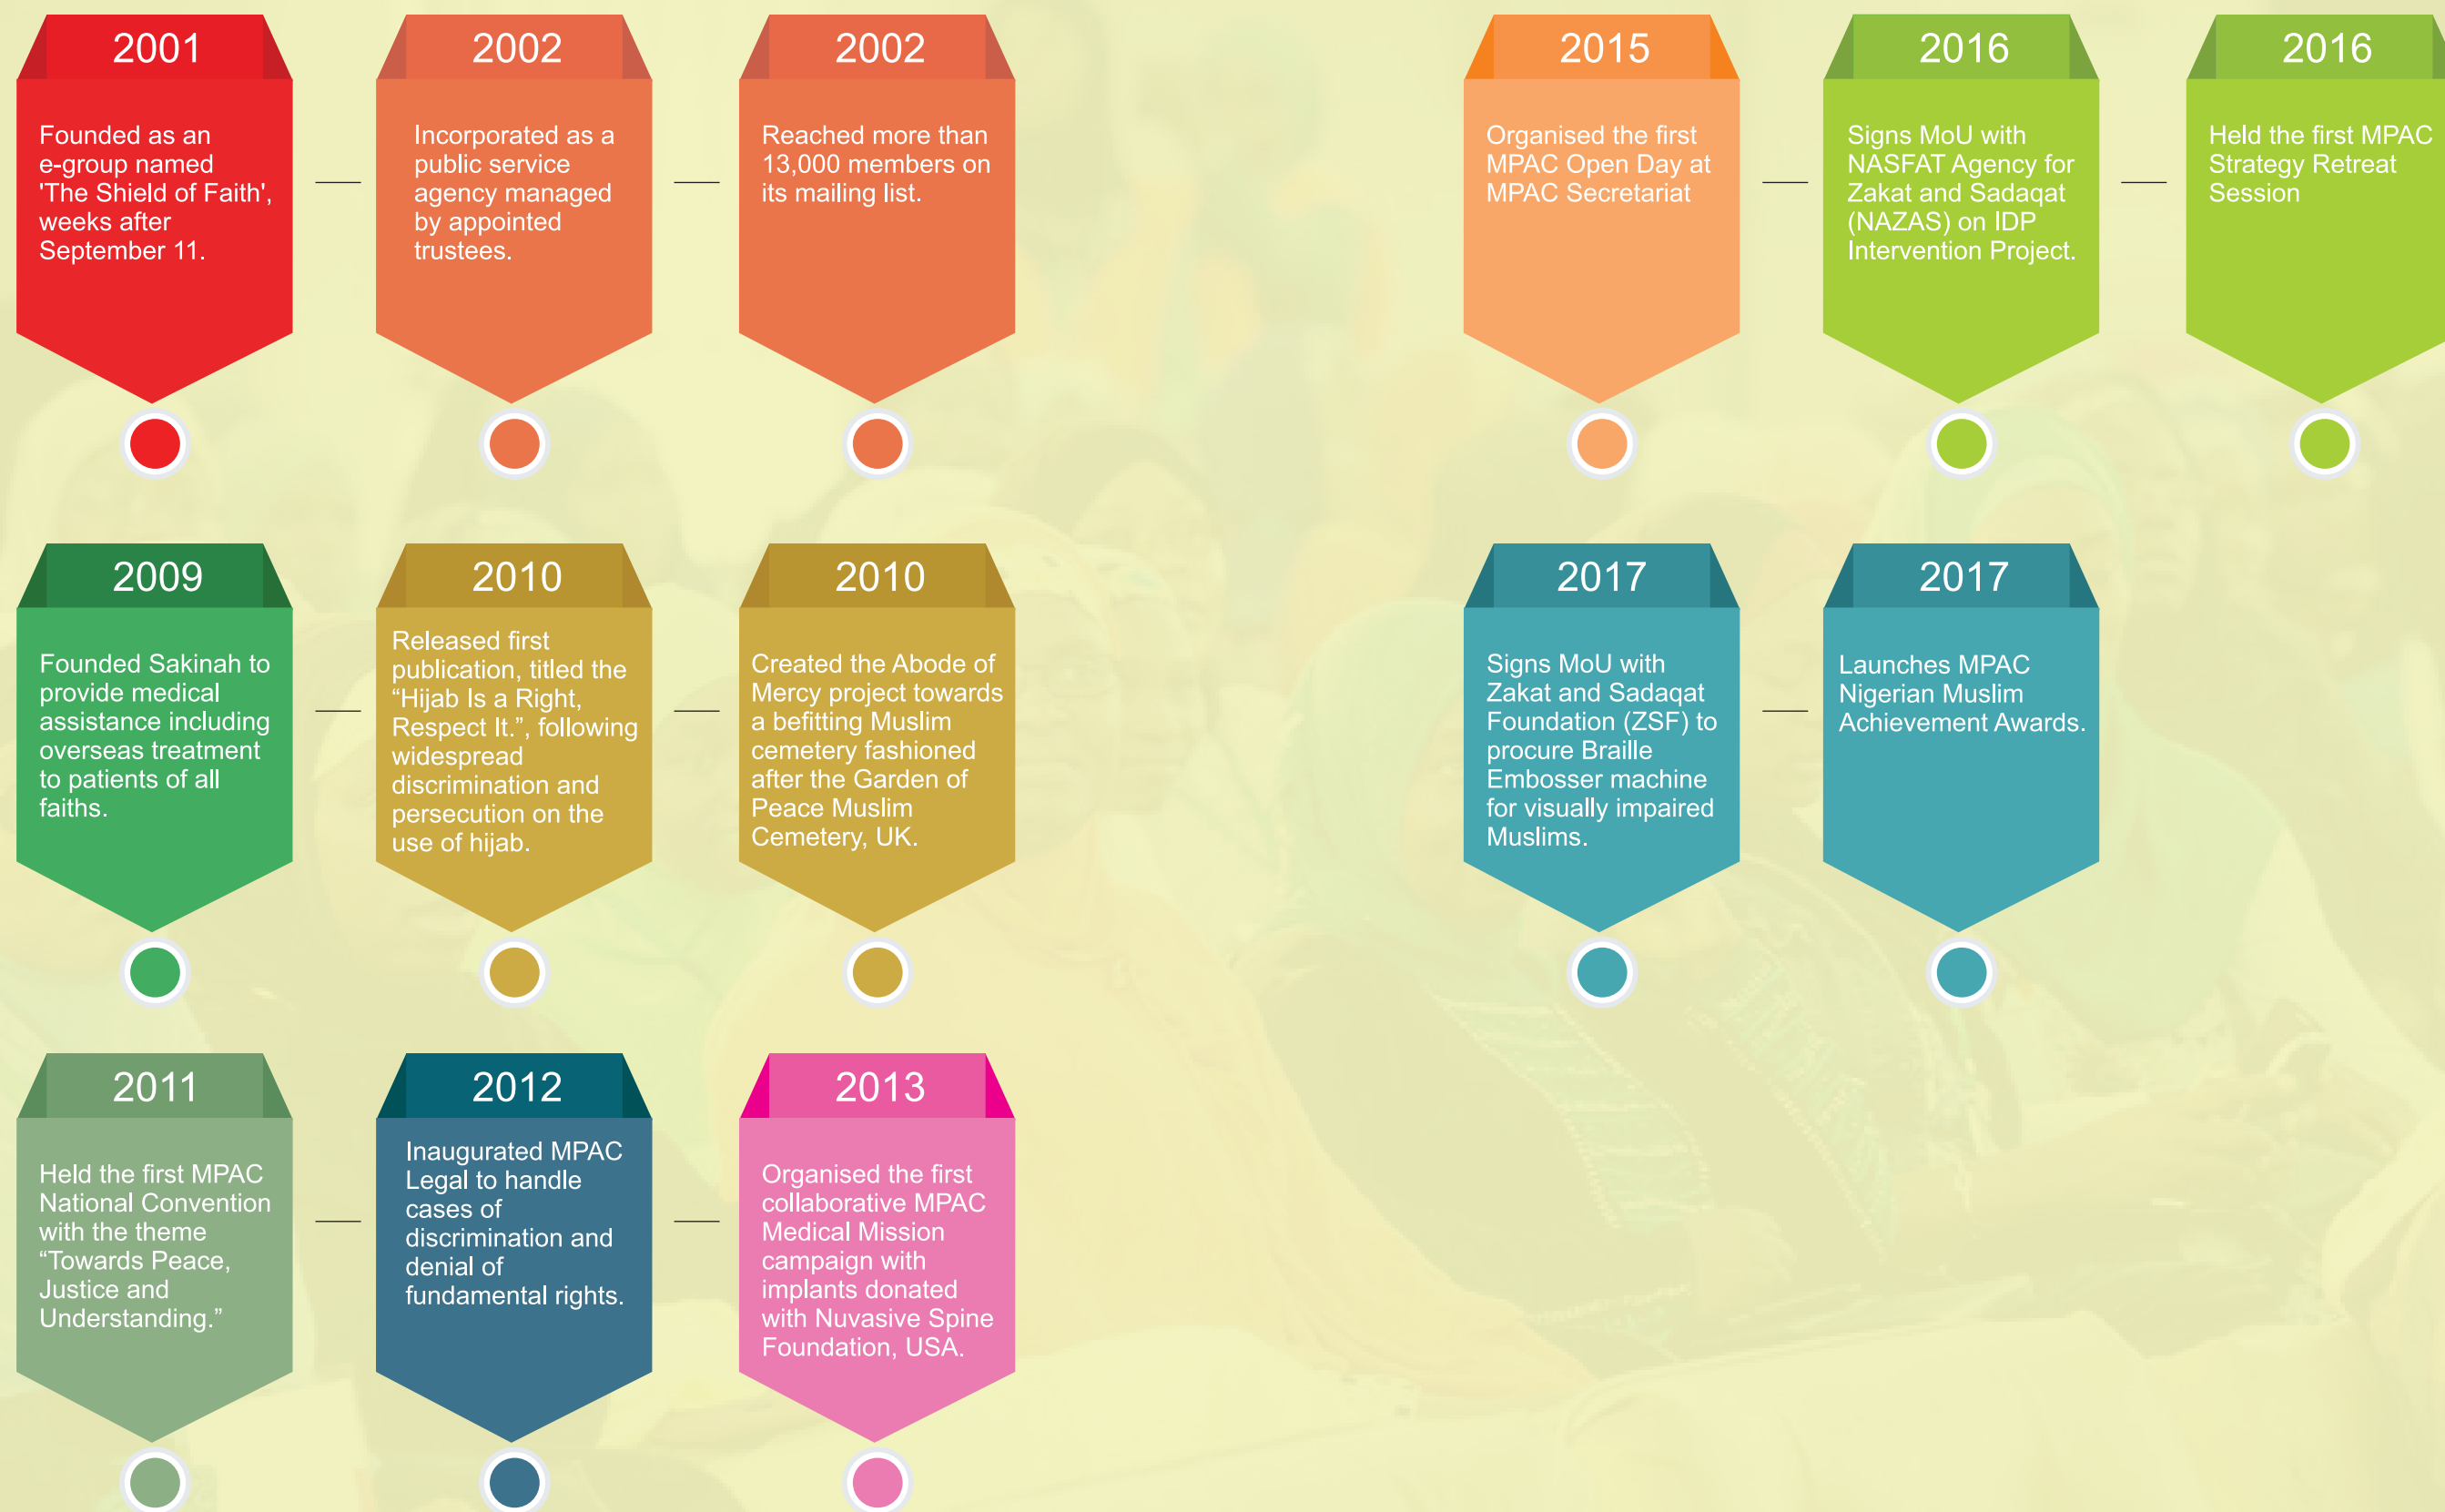 2001
Founded as an
e-group named
'The Shield of Faith',
weeks after
September 11.
2002
Incorporated as a
public service
agency managed
by appointed
trustees.
2002
Reached more than
13,000 members on
its mailing list.
2009
Founded Sakinah to
provide medical
assistance including
overseas treatment
to patients of all
faiths.
2010
Released first
publication, titled the
“Hijab Is a Right,
Respect It.”, following
widespread
discrimination and
persecution on the
use of hijab.
2010
Created the Abode of
Mercy project towards
a befitting Muslim
cemetery fashioned
after the Garden of
Peace Muslim
Cemetery, UK.
2011
Held the first MPAC
National Convention
with the theme
“Towards Peace,
Justice and
Understanding.”
2012
Inaugurated MPAC
Legal to handle
cases of
discrimination and
denial of
fundamental rights.
2013
Organised the first
collaborative MPAC
Medical Mission
campaign with
implants donated
with Nuvasive Spine
Foundation, USA.
2015
Organised the first
MPAC Open Day at
MPAC Secretariat
2016
Signs MoU with
NASFAT Agency for
Zakat and Sadaqat
(NAZAS) on IDP
Intervention Project.
2016
Held the first MPAC
Strategy Retreat
Session
2017
Signs MoU with
Zakat and Sadaqat
Foundation (ZSF) to
procure Braille
Embosser machine
for visually impaired
Muslims.
2017
Launches MPAC
Nigerian Muslim
Achievement Awards.